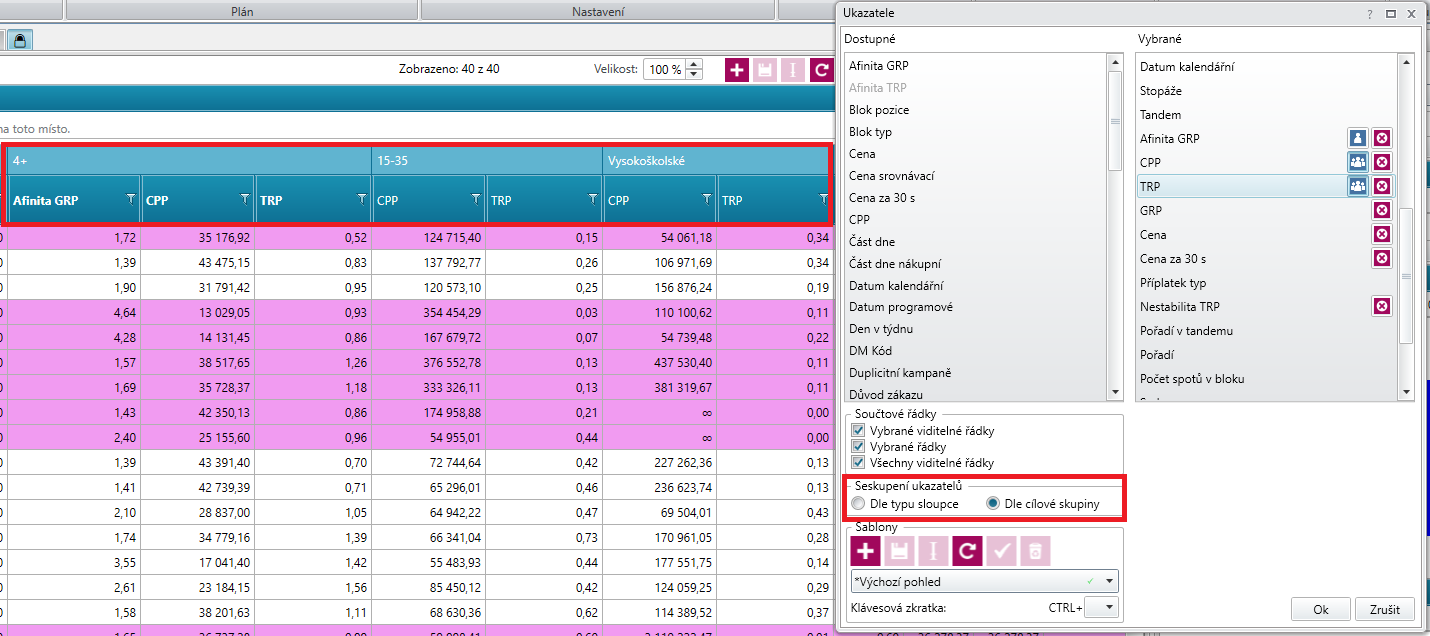 Plán Nastavení
Zobrazeno: 40 z 40 Velikost: 100 %
na toto místo.
4+ 15-35 Vysokoškolské
Afinita GRP CPP TRP CPP TRP CPP TRP
1,72 35 176,92 0,52 124 715,40 0,15 54 061,18 0,34
1,39 43 475,15 0,83 137 792,77 0,26 106 971,69 0,34
1,90 31 791,42 0,95 120 573,10 0,25 156 876,24 0,19
4,64 13 029,05 0,93 354 454,29 0,03 110 100,62 0,11
4,28 14 131,45 0,86 167 679,72 0,07 54 739,48 0,22
1,57 38 517,65 1,26 376 552,78 0,13 437 530,40 0,11
1,69 35 728,37 1,18 333 326,11 0,13 381 319,67 0,11
1,43 42 350,13 0,86 174 958,88 0,21 ∞ 0,00
2,40 25 155,60 0,96 54 955,01 0,44 ∞ 0,00
1,39 43 391,40 0,70 72 744,64 0,42 227 262,36 0,13
1,41 42 739,39 0,71 65 296,01 0,46 236 623,74 0,13
2,10 28 837,00 1,05 64 942,22 0,47 69 504,01 0,43
1,74 34 779,16 1,39 66 341,04 0,73 170 961,05 0,28
3,55 17 041,40 1,42 55 483,93 0,44 177 551,75 0,14
2,61 23 184,15 1,56 85 450,12 0,42 124 059,25 0,29
1,58 38 201,63 1,11 68 630,36 0,62 114 389,52 0,37
Ukazatele
Dostupné
Afinita GRP
Afinita TRP
Blok pozice
Blok typ
Cena
Cena srovnávací
Cena za 30 s
CPP
Část dne
Část dne nákupní
Datum kalendářní
Datum programové
Den v týdnu
DM Kód
Duplicitní kampaně
Důvod zákazu
Vybrané
Datum kalendářní
Stopáže
Tandem
Afinita GRP
CPP
TRP
GRP
Cena
Cena za 30 s
Příplatek typ
Nestabilita TRP
Pořadí v tandemu
Pořadí
Počet spotů v bloku
Součtové řádky
Vybrané viditelné řádky
Vybrané řádky
Všechny viditelné řádky
Seskupení ukazatelů
Dle typu sloupce Dle cílové skupiny
Šablony
*Výchozí pohled
Klávesová zkratka: CTRL+
Ok Zrušit